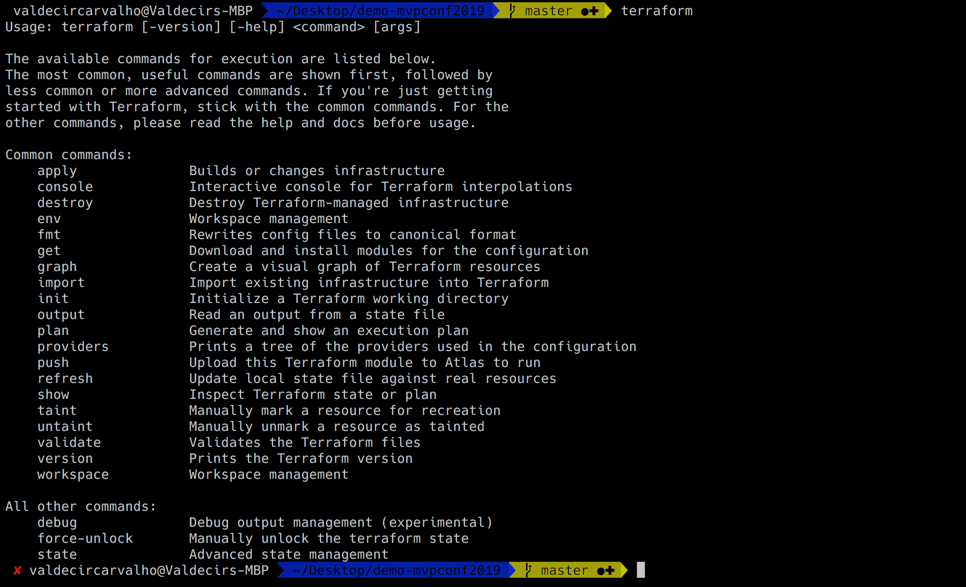 valdecircarvalho@Valdecirs-MBP ~/Desktop/demo-mvpconf2019 master ●✚ terraform
Usage: terraform [-version] [-help] <command> [args]
The available commands for execution are listed below.
The most common, useful commands are shown first, followed by
less common or more advanced commands. If you're just getting
started with Terraform, stick with the common commands. For the
other commands, please read the help and docs before usage.
Common commands:
apply Builds or changes infrastructure
console Interactive console for Terraform interpolations
destroy Destroy Terraform-managed infrastructure
env Workspace management
fmt Rewrites config files to canonical format
get Download and install modules for the configuration
graph Create a visual graph of Terraform resources
import Import existing infrastructure into Terraform
init Initialize a Terraform working directory
output Read an output from a state file
plan Generate and show an execution plan
providers Prints a tree of the providers used in the configuration
push Upload this Terraform module to Atlas to run
refresh Update local state file against real resources
show Inspect Terraform state or plan
taint Manually mark a resource for recreation
untaint Manually unmark a resource as tainted
validate Validates the Terraform files
version Prints the Terraform version
workspace Workspace management
All other commands:
debug Debug output management (experimental)
force-unlock Manually unlock the terraform state
state Advanced state management
✘ valdecircarvalho@Valdecirs-MBP ~/Desktop/demo-mvpconf2019 master ●✚